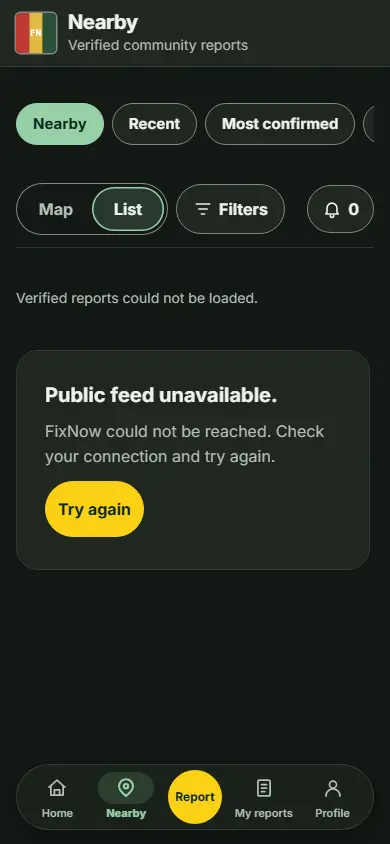 FN
Nearby
Verified community reports
Nearby
Recent
Most confirmed
Map
List
Filters
0
Verified reports could not be loaded.
Public feed unavailable.
FixNow could not be reached. Check
your connection and try again.
Try again
Home
Nearby
Report
My reports
Profile